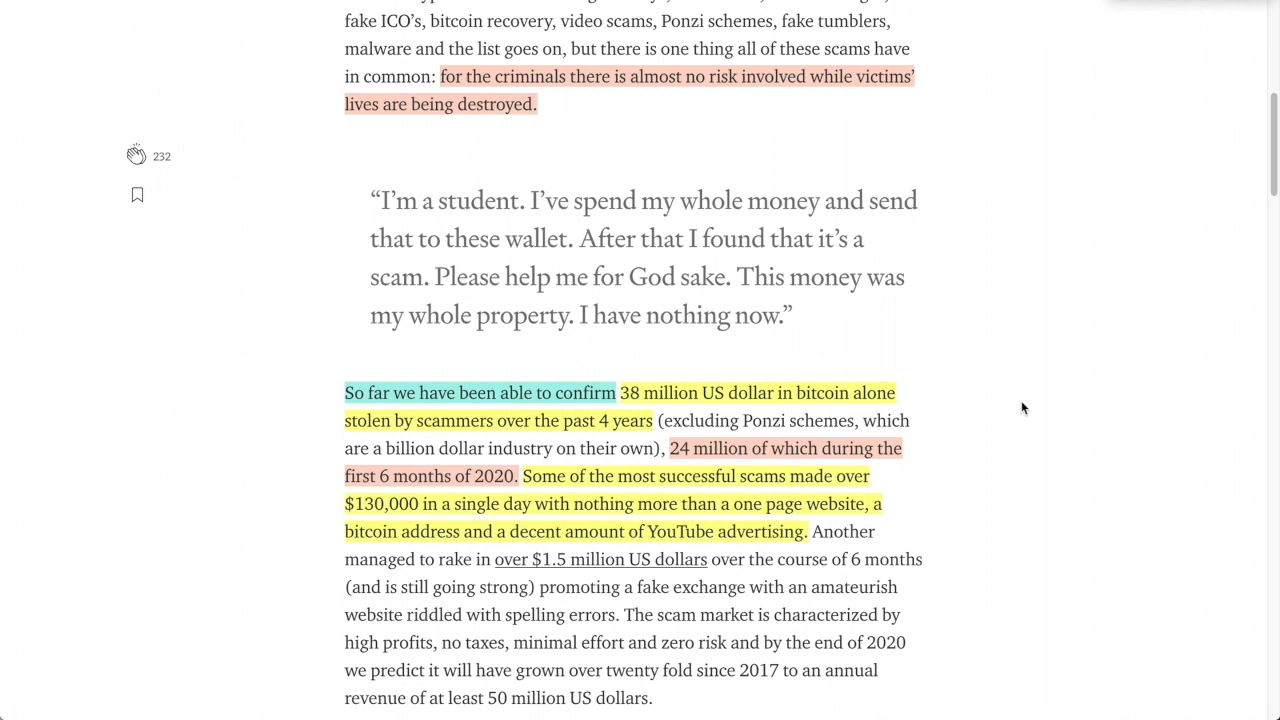 fake ICO’s, bitcoin recovery, video scams, Ponzi schemes, fake tumblers,
malware and the list goes on, but there is one thing all of these scams have
in common: for the criminals there is almost no risk involved while victims’
lives are being destroyed.
232
“I’m a student. I’ve spend my whole money and send
that to these wallet. After that I found that it’s a
scam. Please help me for God sake. This money was
my whole property. I have nothing now.”
So far we have been able to confirm 38 million US dollar in bitcoin alone
stolen by scammers over the past 4 years (excluding Ponzi schemes, which
are a billion dollar industry on their own), 24 million of which during the
first 6 months of 2020. Some of the most successful scams made over
$130,000 in a single day with nothing more than a one page website, a
bitcoin address and a decent amount of YouTube advertising. Another
managed to rake in over $1.5 million US dollars over the course of 6 months
(and is still going strong) promoting a fake exchange with an amateurish
website riddled with spelling errors. The scam market is characterized by
high profits, no taxes, minimal effort and zero risk and by the end of 2020
we predict it will have grown over twenty fold since 2017 to an annual
revenue of at least 50 million US dollars.